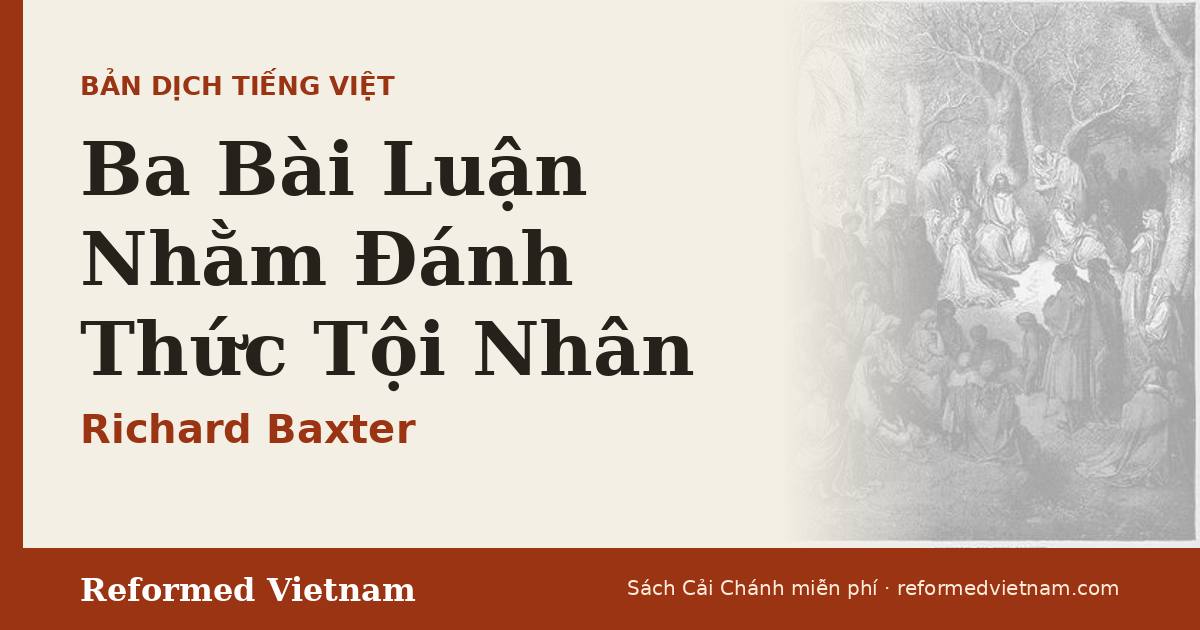 BẢN DỊCH TIẾNG VIỆT
Ba Bài Luận
Nhằm Đánh
Thức Tội Nhân
Richard Baxter
Reformed Vietnam
Sách Cải Chánh miễn phí · reformedvietnam.com